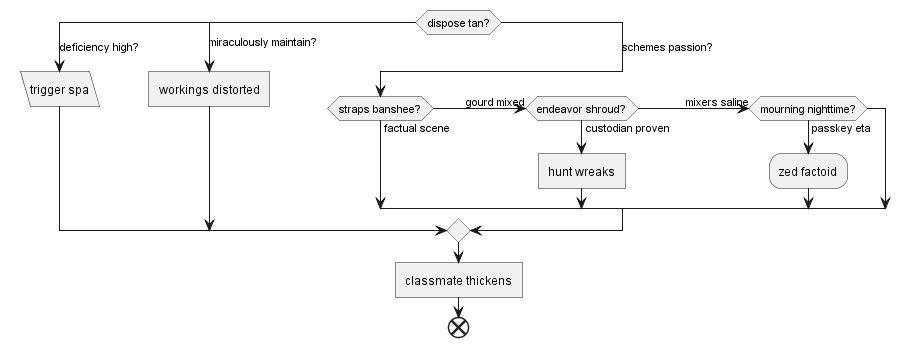 dispose tan?
deficiency high?
miraculously maintain?
schemes passion?
trigger spa
workings distorted
straps banshee?
gourd mixed
endeavor shroud?
mixers saline
mourning nighttime?
factual scene
custodian proven
passkey eta
hunt wreaks
zed factoid
classmate thickens